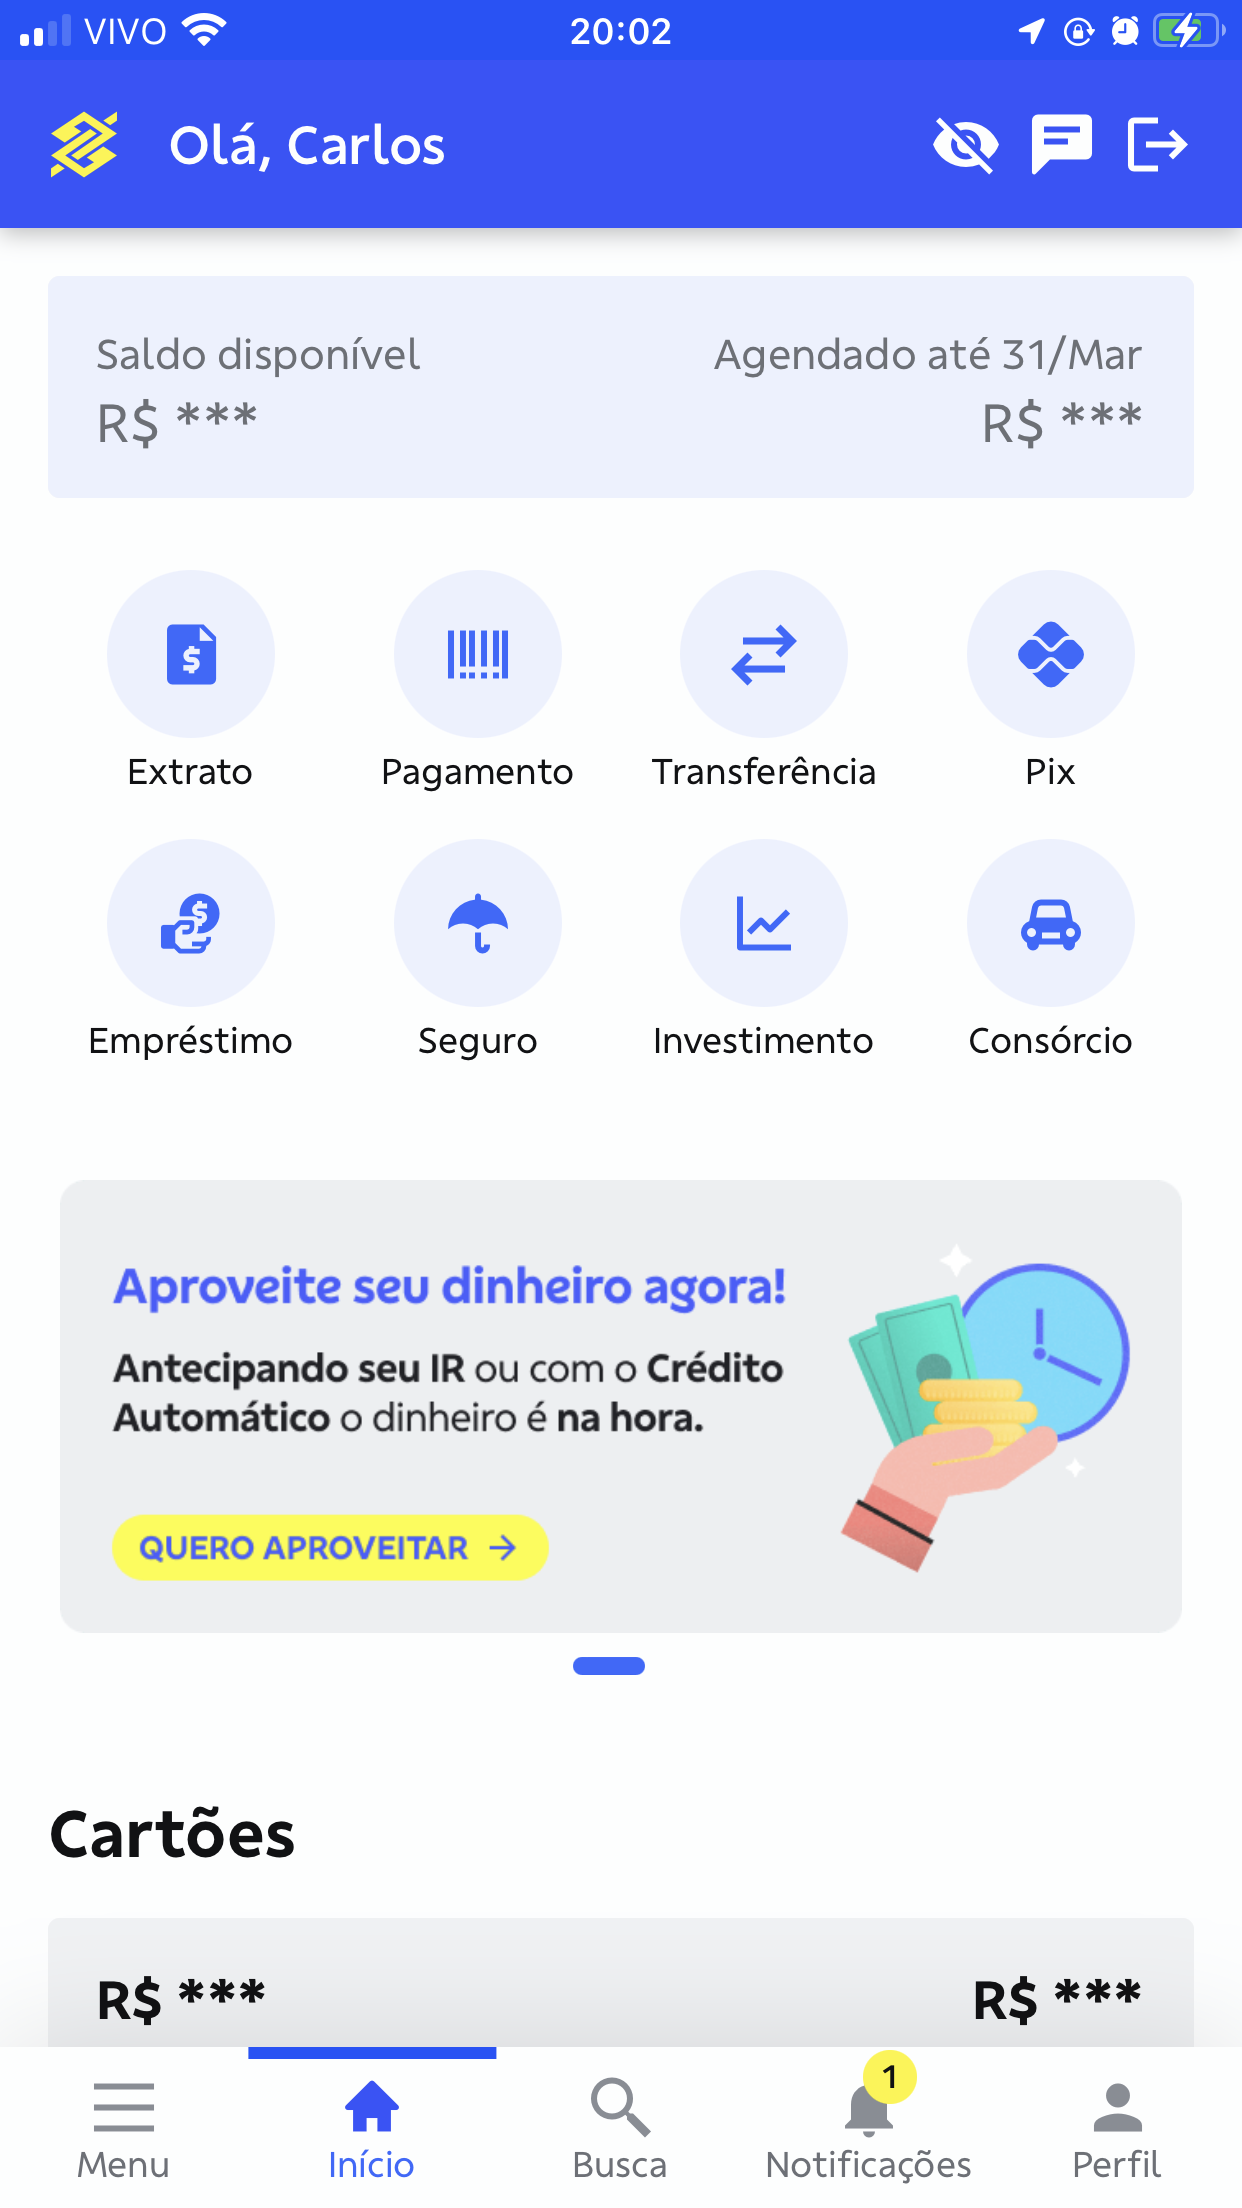 VIVO
20:02
Olá, Carlos
Saldo disponível
Agendado até 31/Mar
R$ ***
R$ ***
Extrato
Pagamento
Transferência
Pix
Empréstimo
Seguro
Investimento
Consórcio
Aproveite seu dinheiro agora!
Antecipando seu IR ou com o Crédito
Automático o dinheiro é na hora.
QUERO APROVEITAR →
Cartões
R$ ***
R$ ***
1
Menu
Início
Busca
Notificações
Perfil